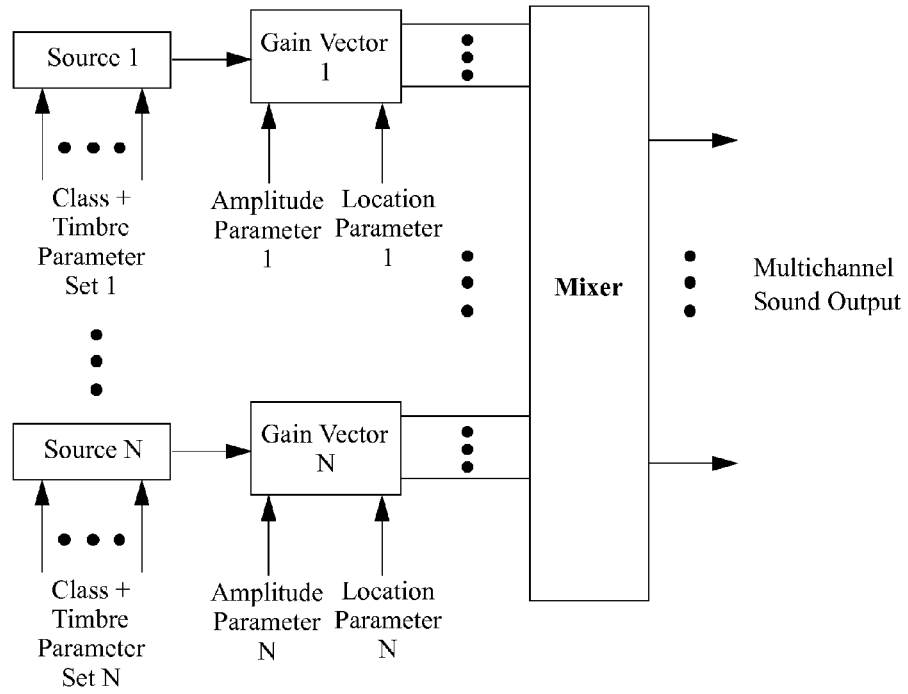 Source 1
Gain Vector
1
Class +
Timbre
Parameter
Set 1
Amplitude
Parameter
1
Location
Parameter
1
Mixer
Multichannel
Sound Output
Source N
Gain Vector
N
Class +
Timbre
Parameter
Set N
Amplitude
Parameter
N
Location
Parameter
N